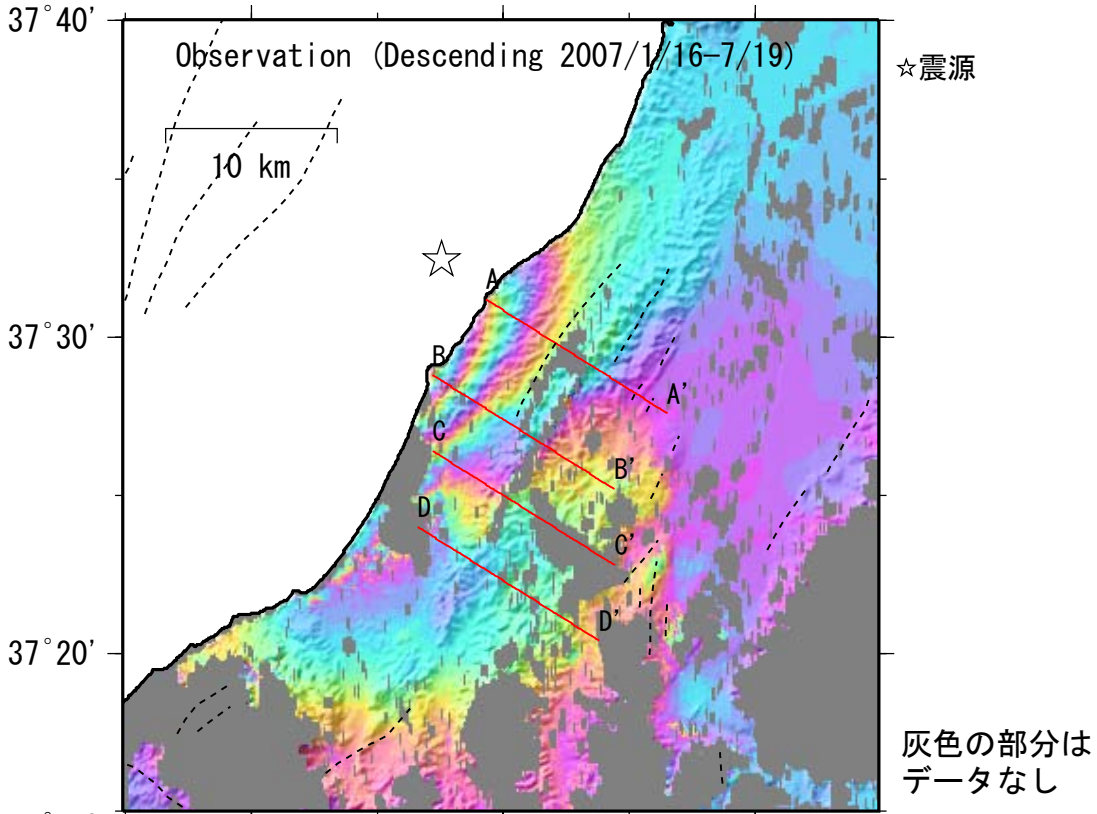 37°40'
Observation (Descending 2007/1/16–7/19)
☆震源
10 km
A
37°30'
B
A'
C
B'
D
C'
D'
37°20'
灰色の部分は
データなし